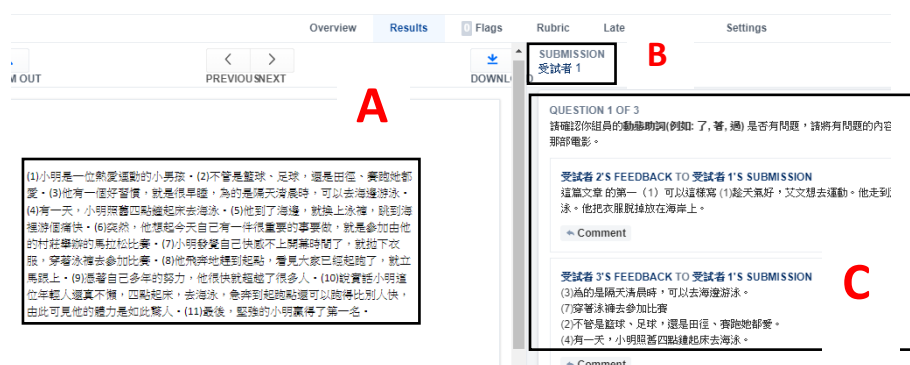 Overview Results 0 Flags Rubric Late Settings
M OUT PREVIOUS NEXT DOWNL
SUBMISSION
受試者 1
B
A
QUESTION 1 OF 3
請確認你組員的動態助詞(例如: 了, 著, 過) 是否有問題，請將有問題的內容
那部電影。
(1)小明是一位熱愛運動的小男孩。(2)不管是籃球、足球，還是田徑、賽跑她都
愛。(3)他有一個好習慣，就是很早睡，為的是隔天清晨時，可以去海邊游泳。
(4)有一天，小明照舊四點鐘起床去海泳。(5)他到了海邊，就換上泳褲，跳到海
裡游個痛快。(6)突然，他想起今天自己有一件很重要的事要做，就是參加由他
的村莊舉辦的馬拉松比賽。(7)小明發覺自己快感不上開幕時間了，就拋下衣
服，穿著泳褲去參加比賽。(8)他飛奔地趕到起點，看見大家已經起跑了，就立
馬跟上。(9)憑著自己多年的努力，他很快就超越了很多人。(10)說實話小明這
位年輕人還真不懶，四點起床，去海泳，急奔到起跑點還可以跑得比別人快，
由此可見他的體力是如此驚人。(11)最後，堅強的小明贏得了第一名。
受試者 2'S FEEDBACK TO 受試者 1'S SUBMISSION
這篇文章 的第一（1）可以這樣寫 (1)趁天氣好，艾文想去運動。他走到
泳。他把衣服脫掉放在海岸上。
Comment
受試者 3'S FEEDBACK TO 受試者 1'S SUBMISSION
(3)為的是隔天清晨時，可以去海邊游泳。
(7)穿著泳褲去參加比賽
(2)不管是籃球、足球，還是田徑、賽跑她都愛。
(4)有一天，小明照舊四點鐘起床去海泳。
C
Comment